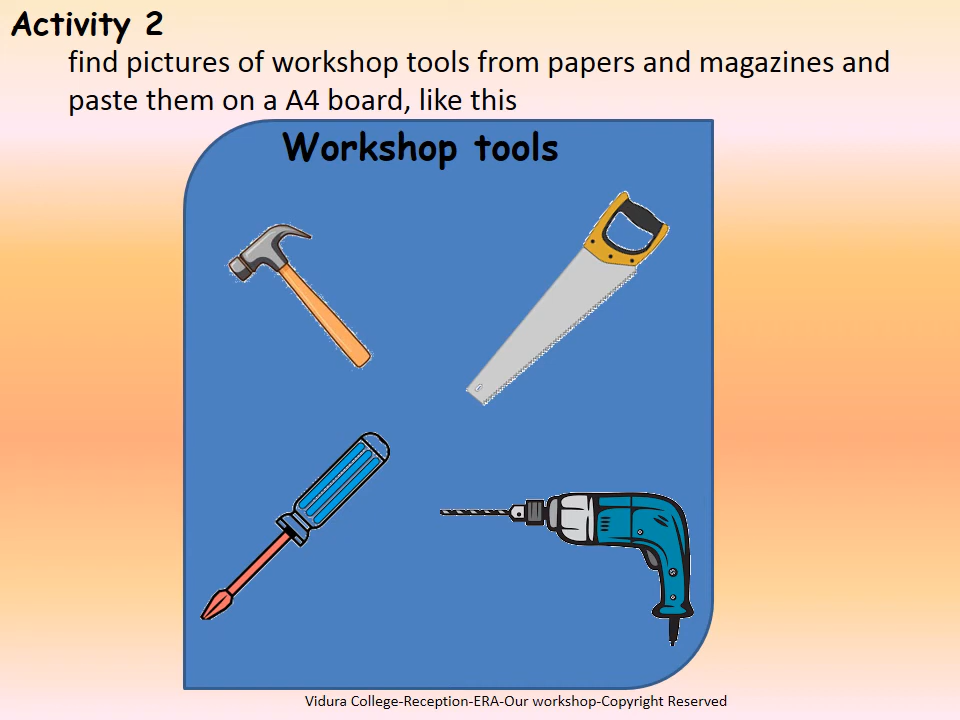 Activity 2
find pictures of workshop tools from papers and magazines and
paste them on a A4 board, like this
Workshop tools
Vidura College-Reception-ERA-Our workshop-Copyright Reserved